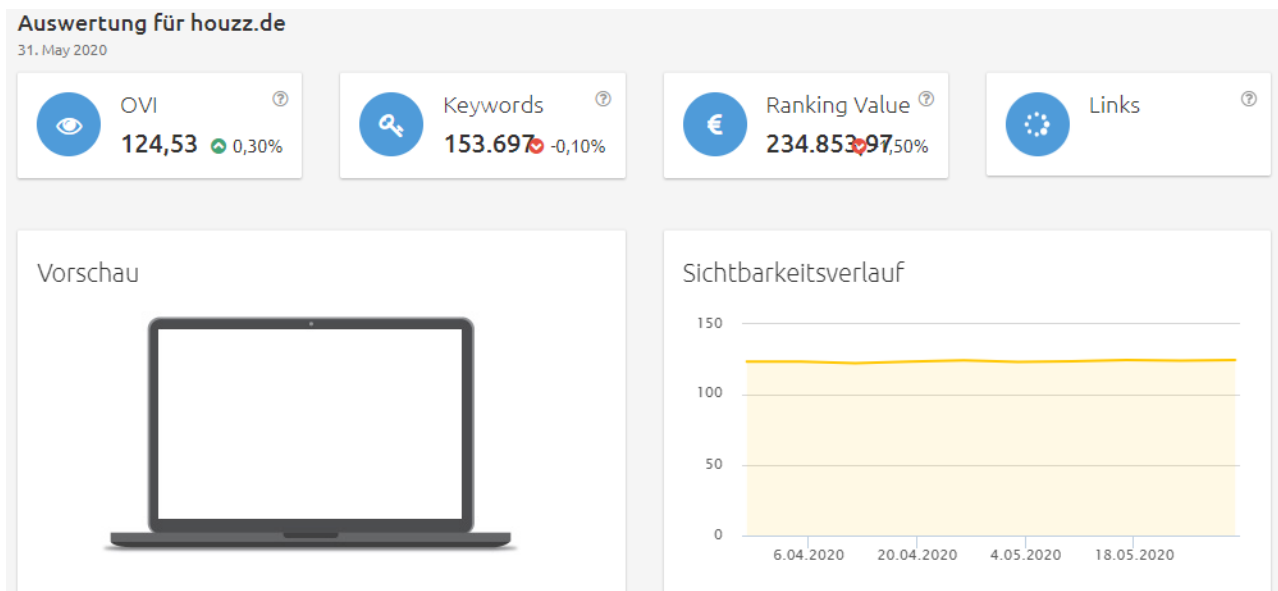 Auswertung für houzz.de
31. May 2020
OVI
124,53 0,30%
Keywords
153.697 -0,10%
Ranking Value
€
234.853,97 ,50%
Links
Vorschau
Sichtbarkeitsverlauf
150
100
50
0
6.04.2020 20.04.2020 4.05.2020 18.05.2020